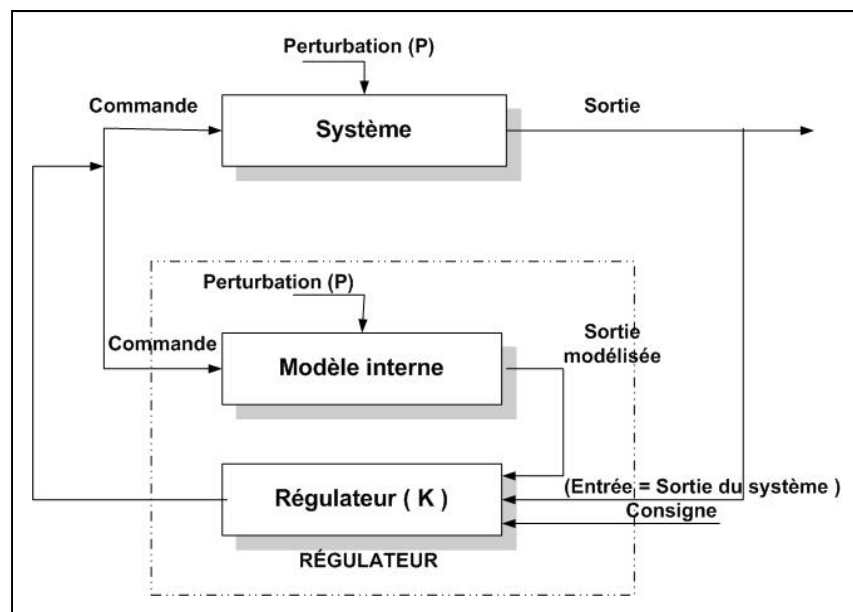 Perturbation (P)
Commande
Système
Sortie
Perturbation (P)
Commande
Modèle interne
Sortie
modélisée
Régulateur ( K )
(Entrée = Sortie du système )
Consigne
RÉGULATEUR